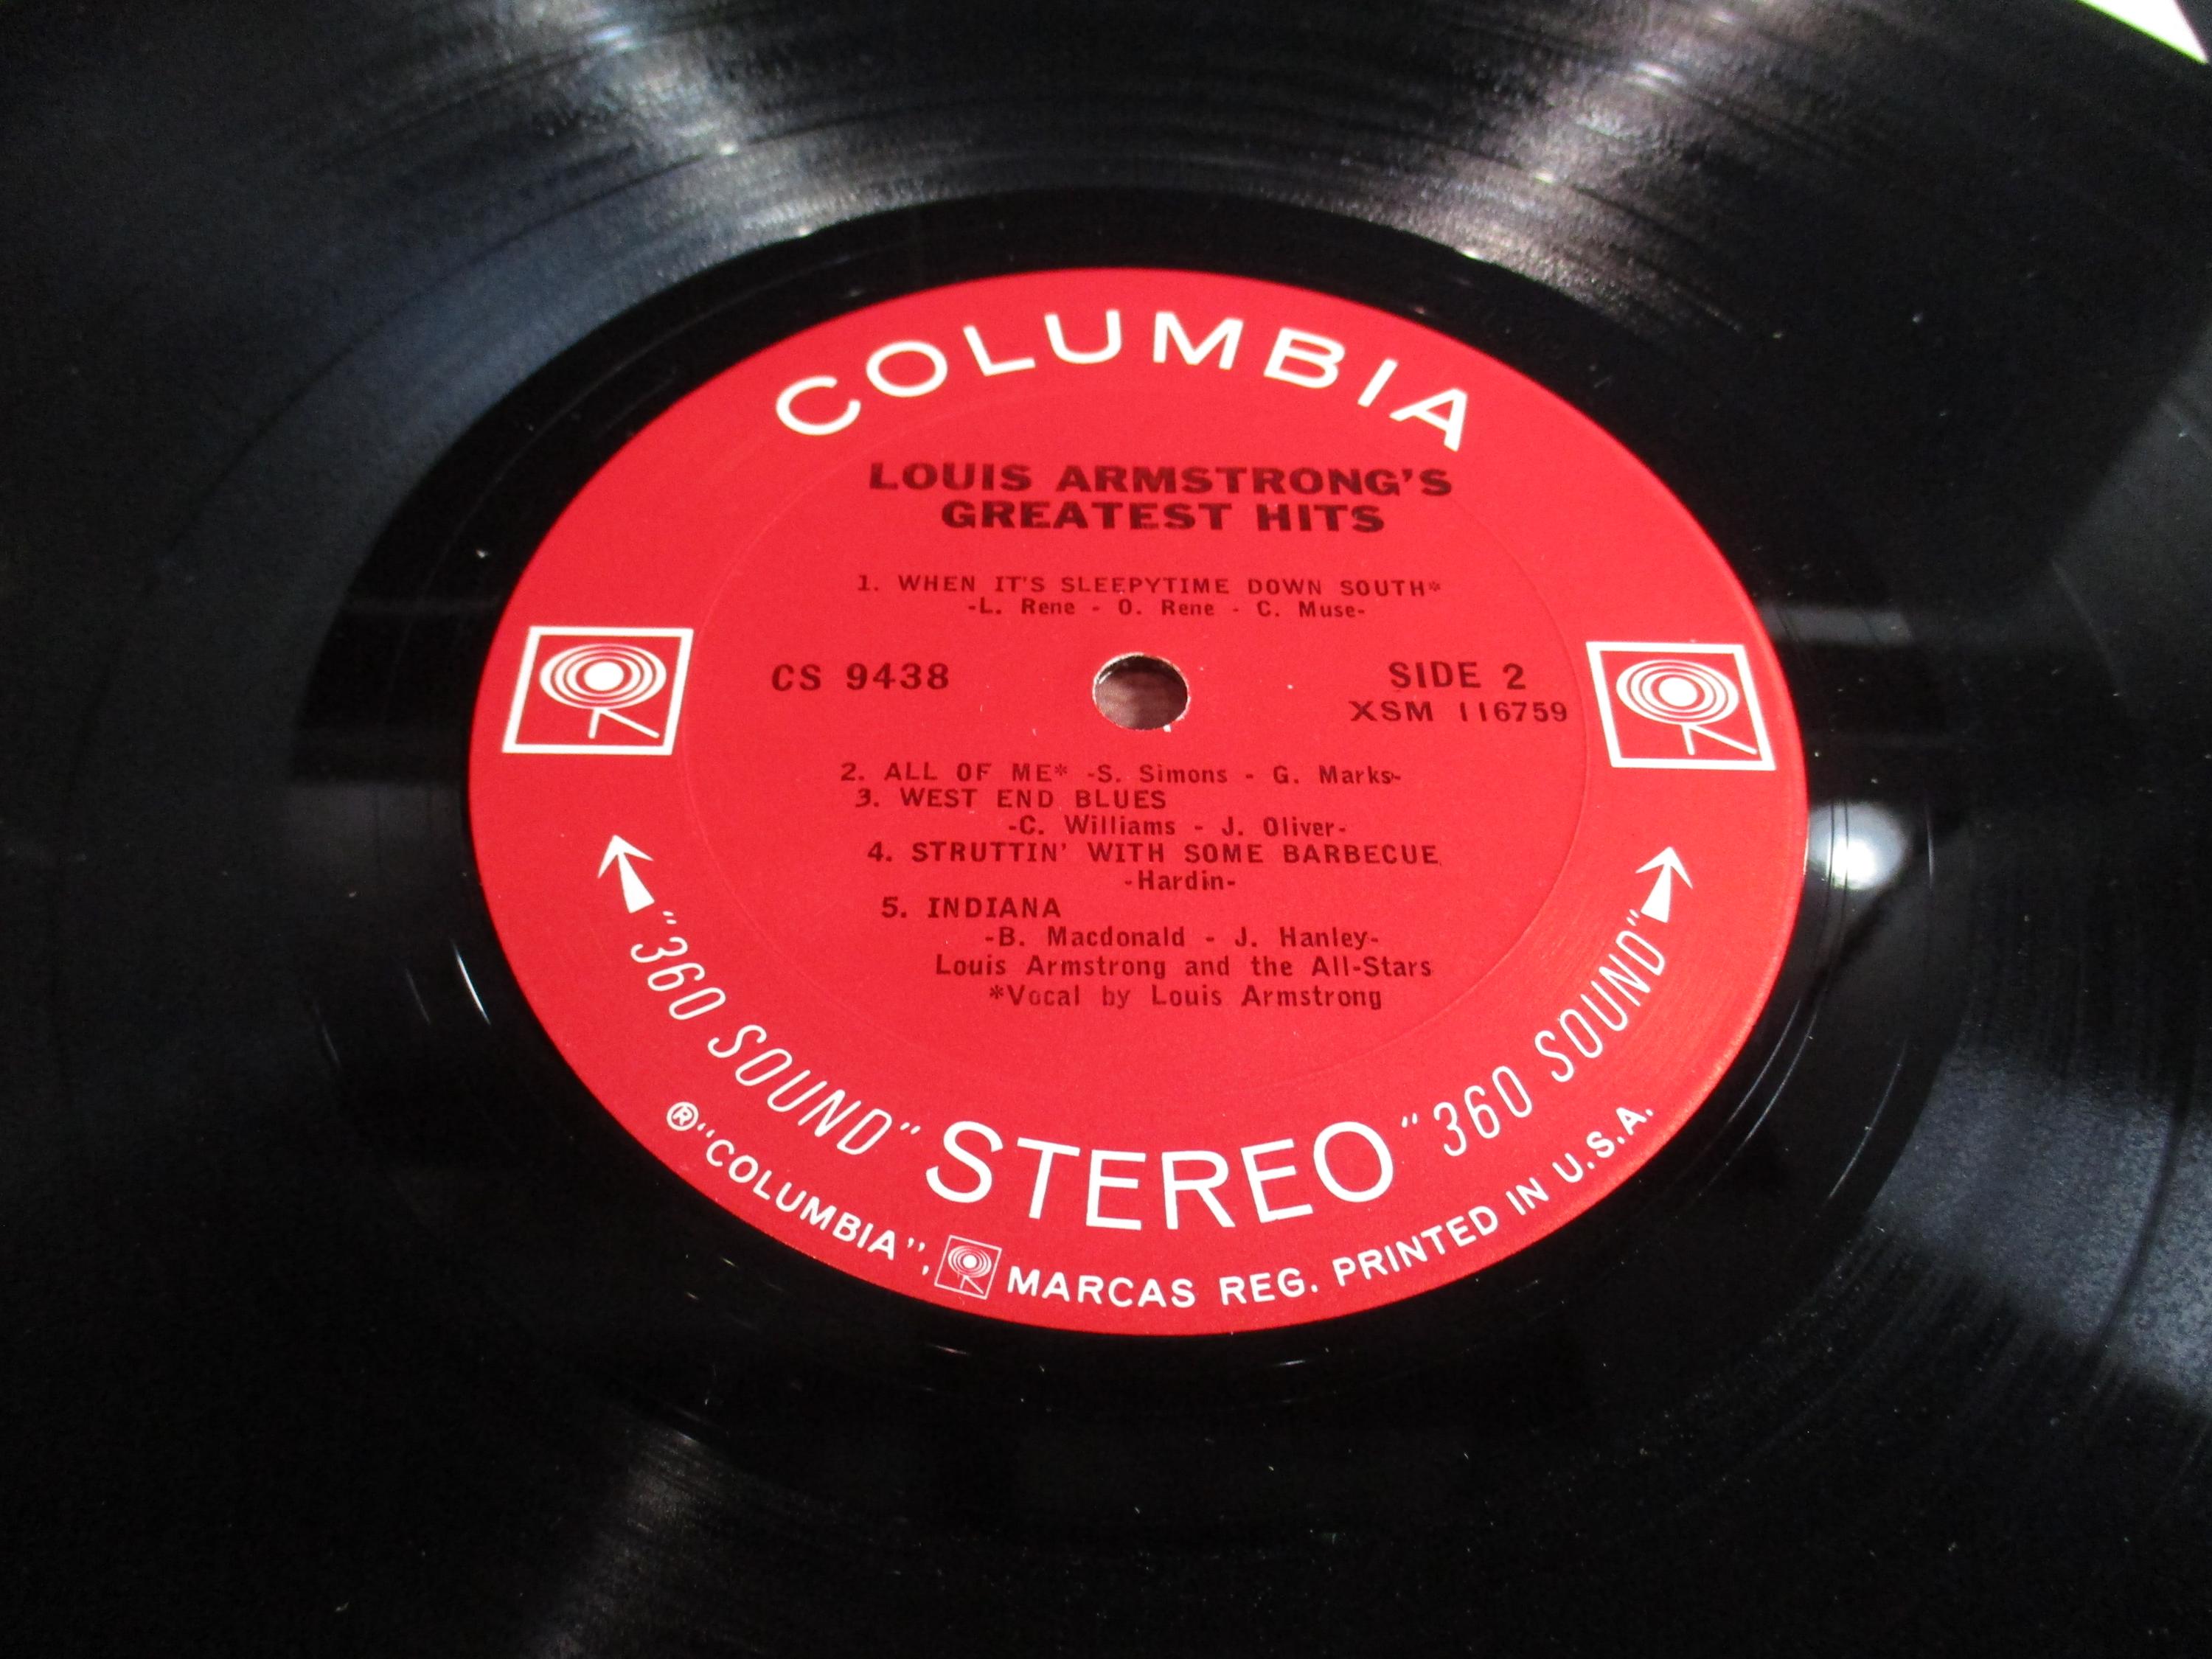 COLUMBIA
LOUIS ARMSTRONG'S
GREATEST HITS
1. WHEN IT'S SLEEPYTIME DOWN SOUTH*
-L. Rene - O. Rene - C. Muse-
CS 9438
SIDE 2
XSM 116759
2. ALL OF ME* -S. Simons - G. Marks-
3. WEST END BLUES
-C. Williams - J. Oliver-
4. STRUTTIN' WITH SOME BARBECUE
-Hardin-
5. INDIANA
-B. Macdonald - J. Hanley-
Louis Armstrong and the All-Stars
*Vocal by Louis Armstrong
"360 SOUND" STEREO "360 SOUND"
®"COLUMBIA", MARCAS REG. PRINTED IN U.S.A.